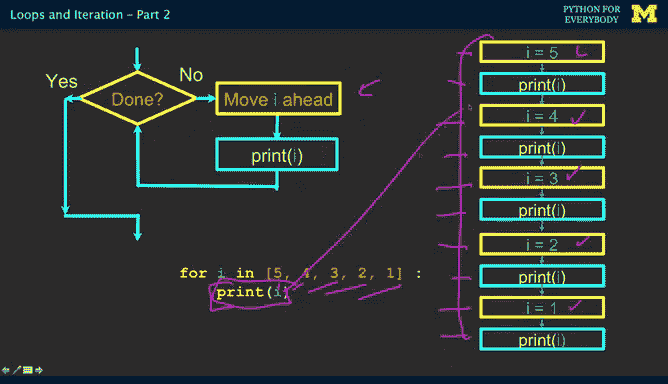 Loops and Iteration – Part 2
PYTHON FOR
EVERYBODY
M
Yes
No
Done?
Move i ahead
print(i)
for i in [5, 4, 3, 2, 1] :
print(i)
i = 5
print(i)
i = 4
print(i)
i = 3
print(i)
i = 2
print(i)
i = 1
print(i)